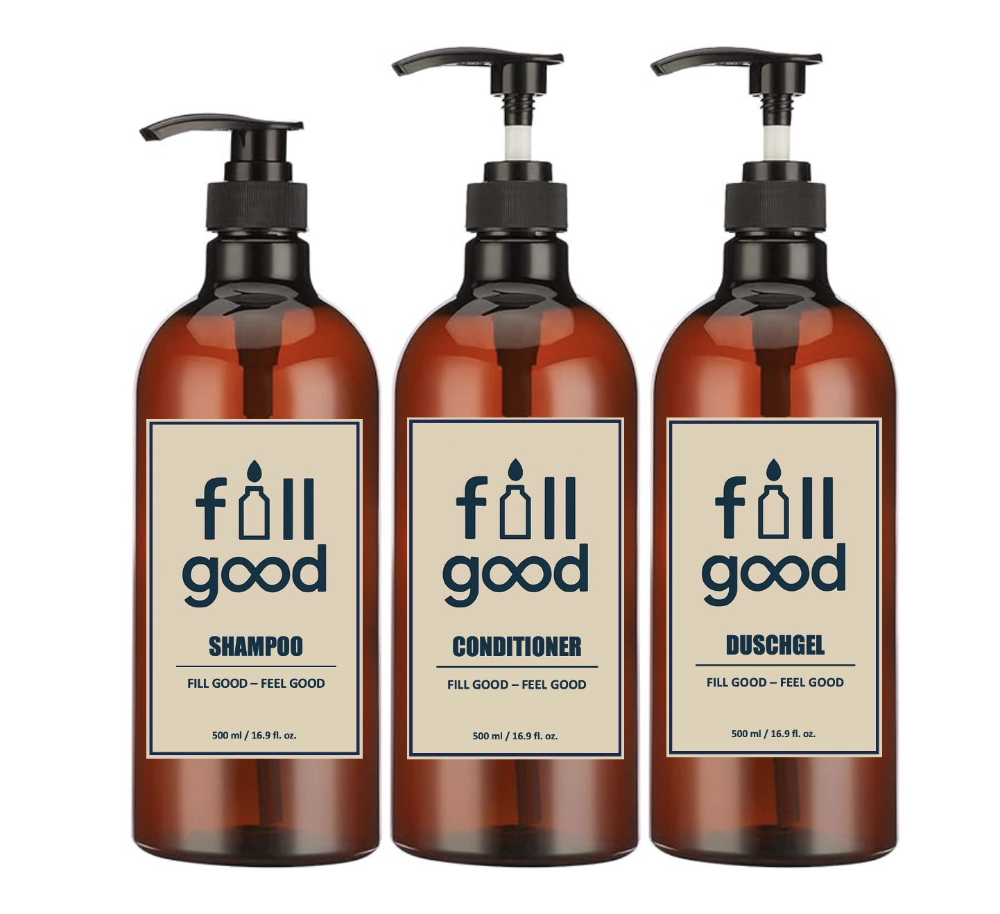 fill
good
SHAMPOO
FILL GOOD – FEEL GOOD
500 ml / 16.9 fl. oz.
fill
good
CONDITIONER
FILL GOOD – FEEL GOOD
500 ml / 16.9 fl. oz.
fill
good
DUSCHGEL
FILL GOOD – FEEL GOOD
500 ml / 16.9 fl. oz.